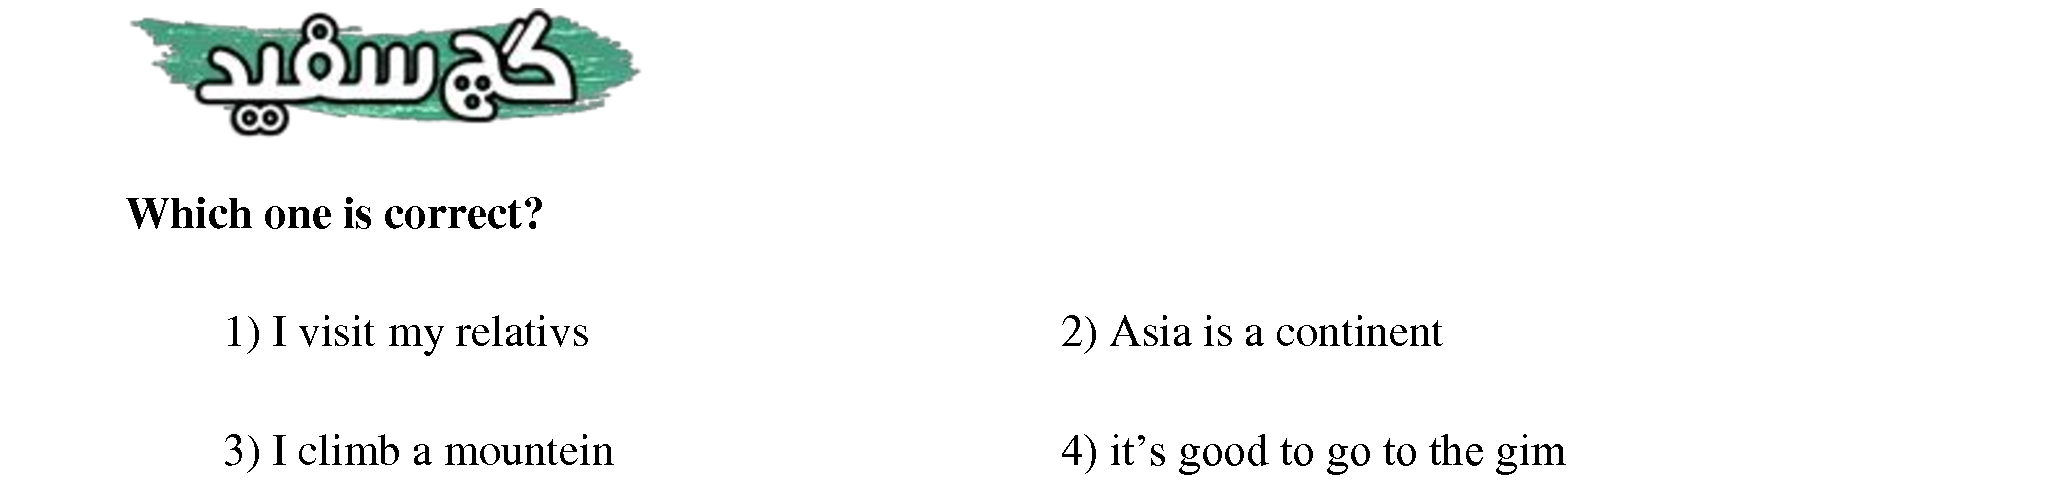 گچ سفید
Which one is correct?
1) I visit my relativs 2) Asia is a continent
3) I climb a mountein 4) it’s good to go to the gim